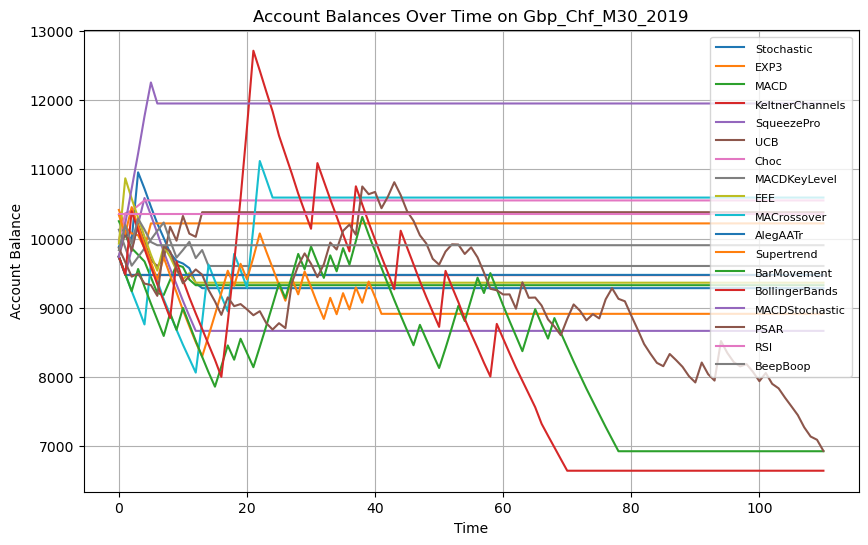 Account Balances Over Time on Gbp_Chf_M30_2019
Account Balance
13000
12000
11000
10000
9000
8000
7000
0
20
40
60
80
100
Time
Stochastic
EXP3
MACD
KeltnerChannels
SqueezePro
UCB
Choc
MACDKeyLevel
EEE
MACrossover
AlegAATr
Supertrend
BarMovement
BollingerBands
MACDStochastic
PSAR
RSI
BeepBoop